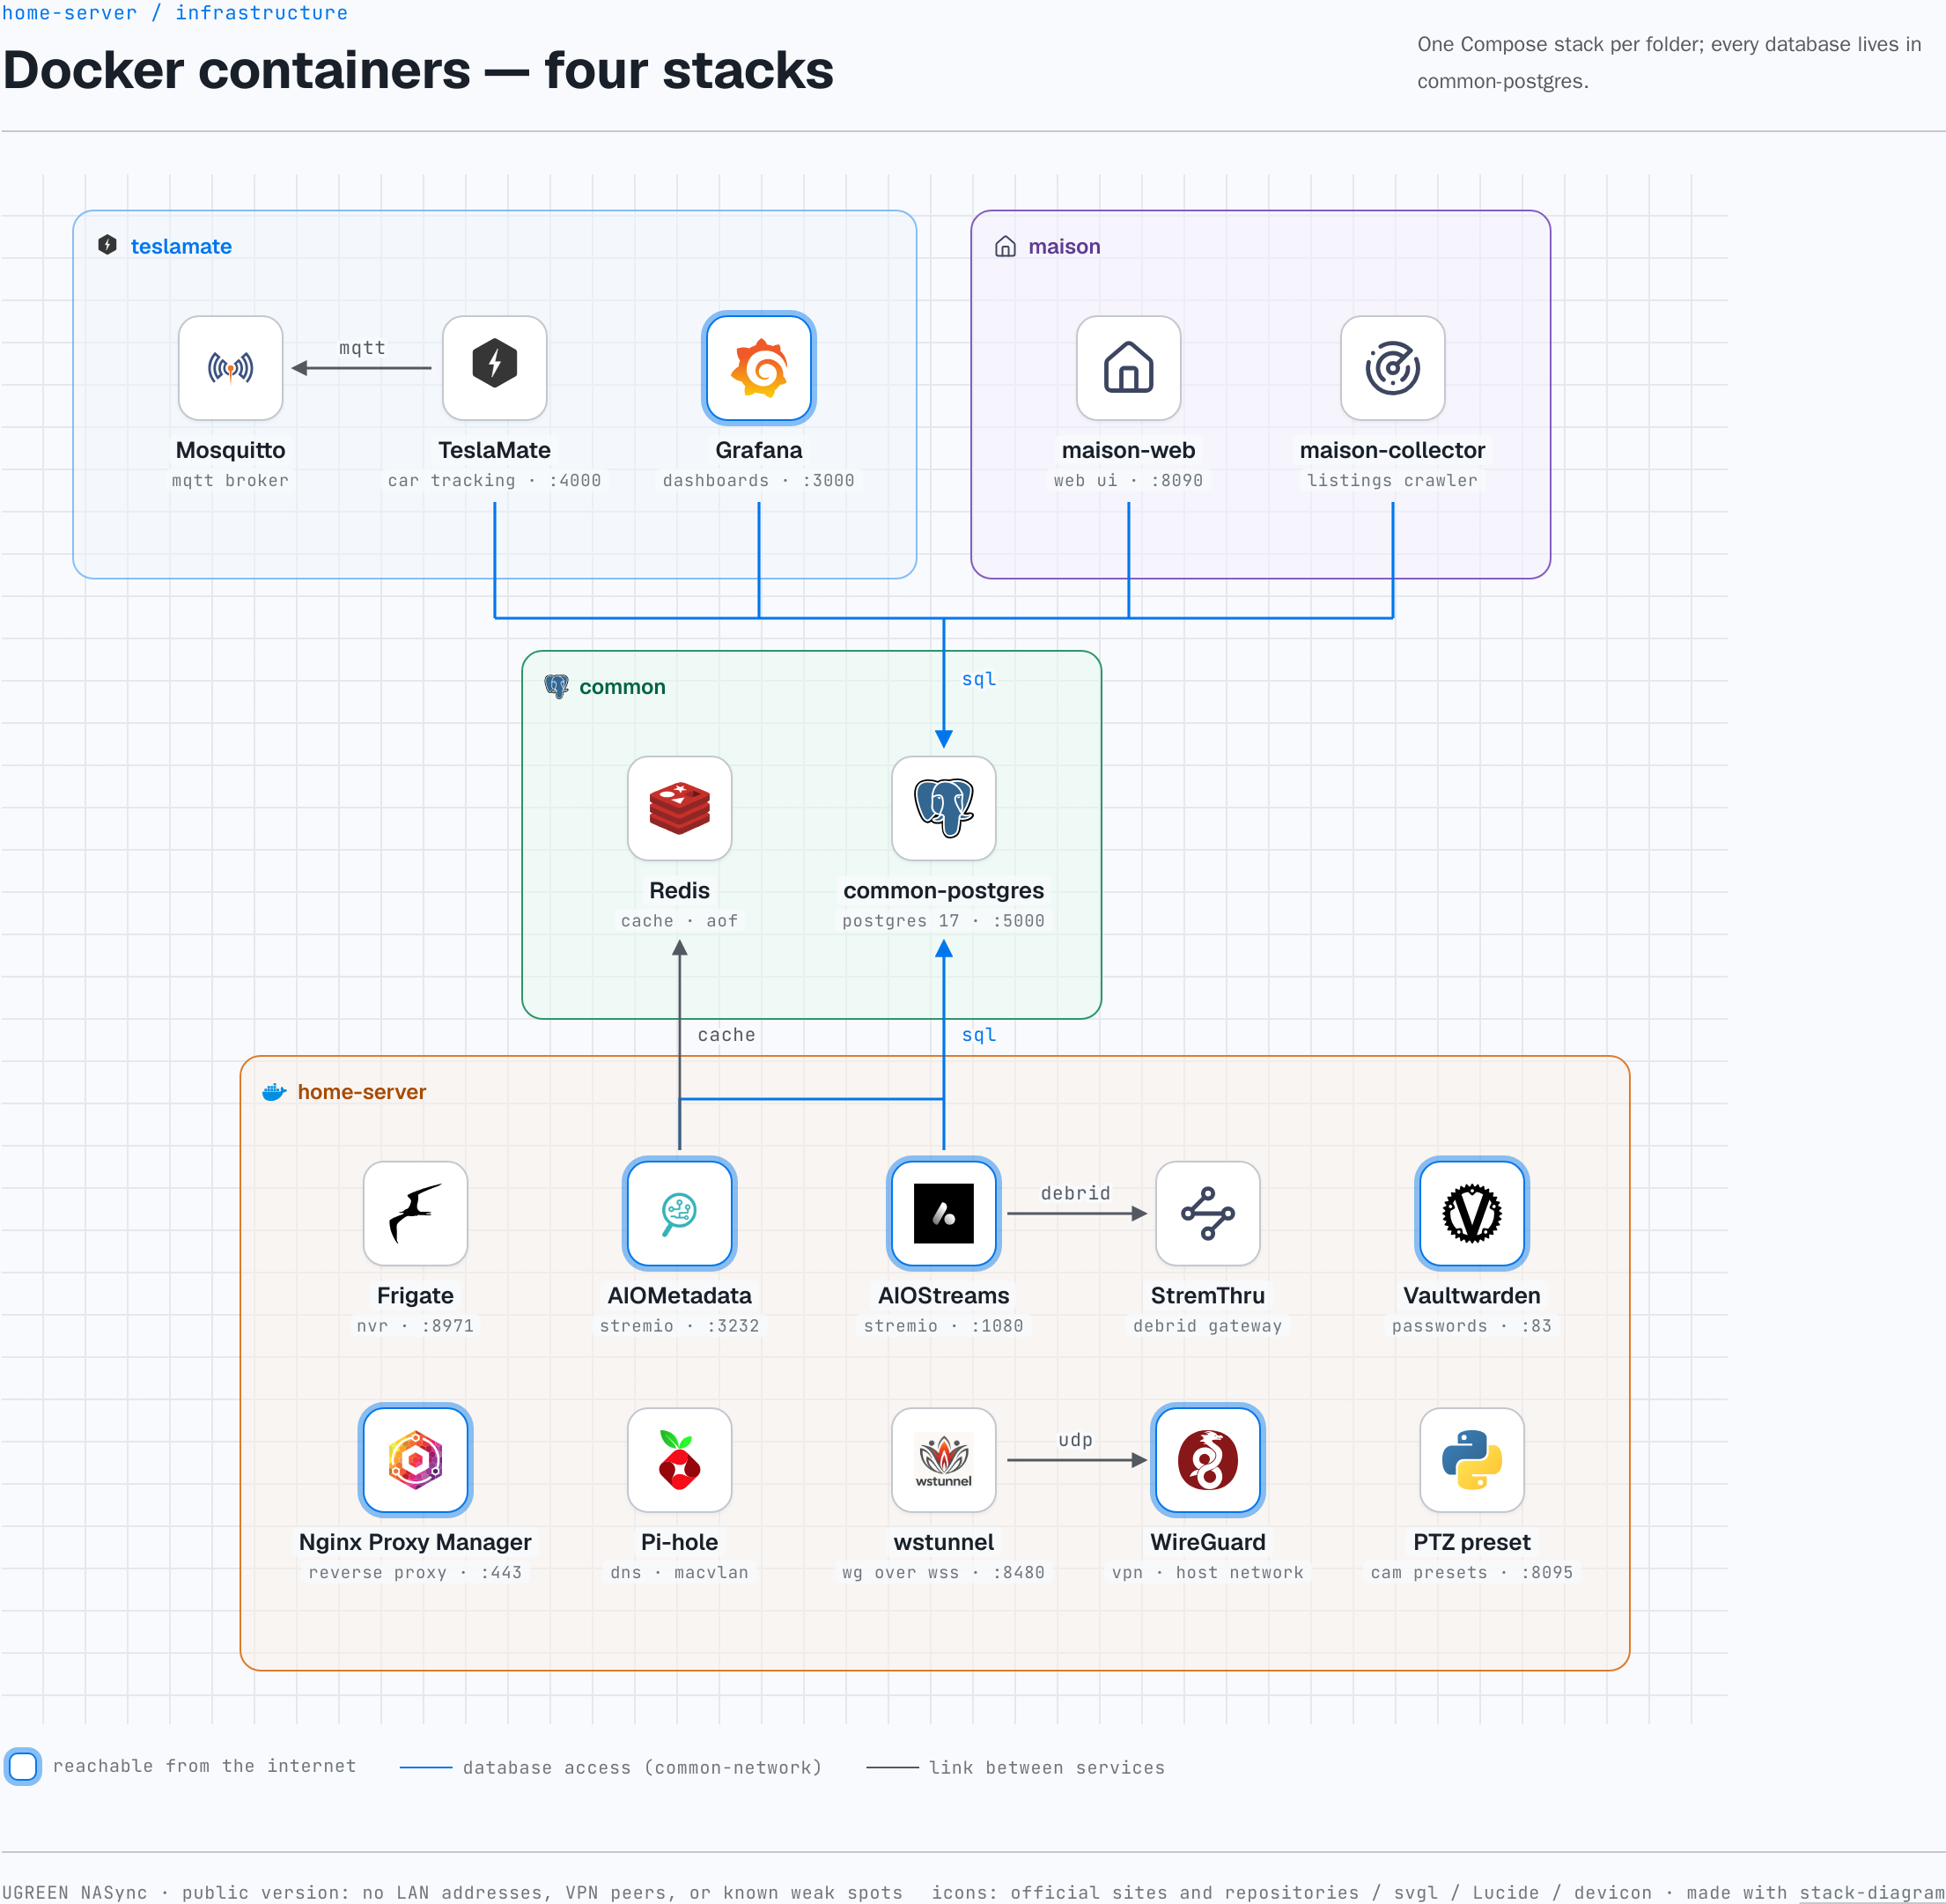 home-server / infrastructure
Docker containers — four stacks
One Compose stack per folder; every database lives in
common-postgres.
teslamate
maison
mqtt
Mosquitto
mqtt broker
TeslaMate
car tracking · :4000
Grafana
dashboards · :3000
maison-web
web ui · :8090
maison-collector
listings crawler
sql
common
Redis
cache · aof
common-postgres
postgres 17 · :5000
cache
sql
home-server
debrid
Frigate
nvr · :8971
AIOMetadata
stremio · :3232
AIOStreams
stremio · :1080
StremThru
debrid gateway
Vaultwarden
passwords · :83
udp
wstunnel
Nginx Proxy Manager
reverse proxy · :443
Pi-hole
dns · macvlan
wstunnel
wg over wss · :8480
WireGuard
vpn · host network
PTZ preset
cam presets · :8095
reachable from the internet
database access (common-network)
link between services
UGREEN NASync · public version: no LAN addresses, VPN peers, or known weak spots
icons: official sites and repositories / svgl / Lucide / devicon · made with stack-diagram